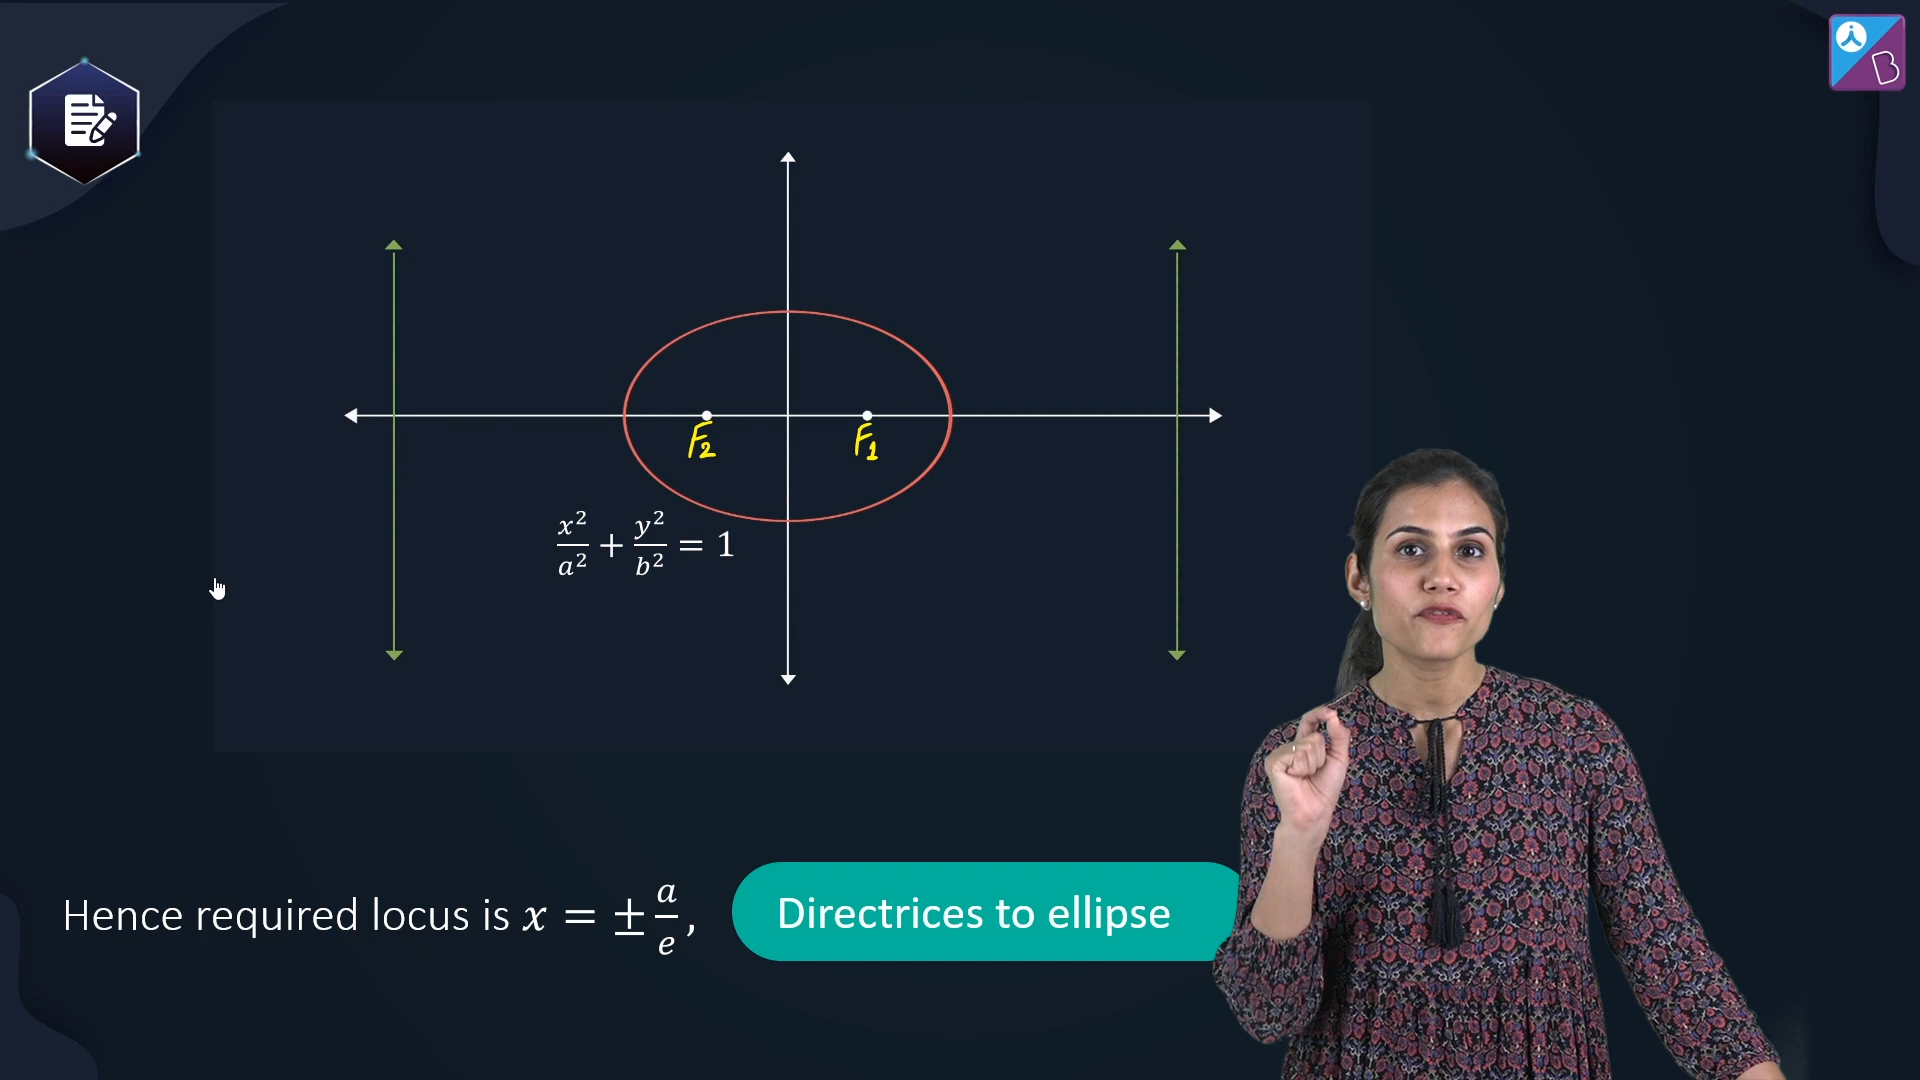 F₂ F₁
x²/a² + y²/b² = 1
Hence required locus is x = ± a/e, Directrices to ellipse
B